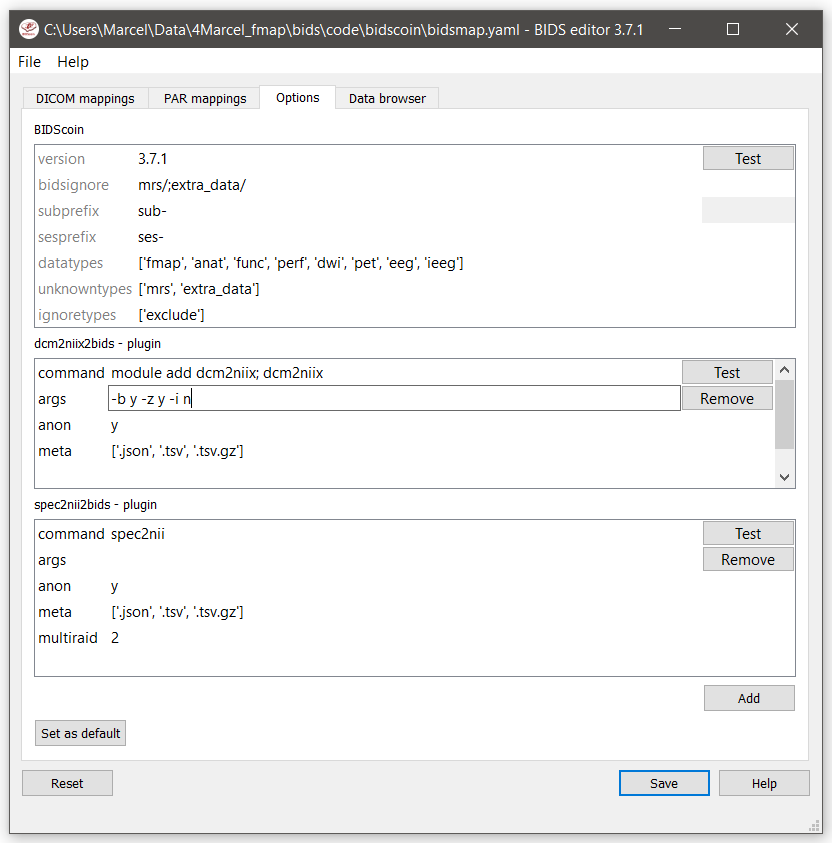 C:\Users\Marcel\Data\4Marcel_fmap\bids\code\bidscoin\bidsmap.yaml - BIDS editor 3.7.1
File Help
DICOM mappings PAR mappings Options Data browser
BIDScoin
version 3.7.1 Test
bidsignore mrs/;extra_data/
subprefix sub-
sesprefix ses-
datatypes ['fmap', 'anat', 'func', 'perf', 'dwi', 'pet', 'eeg', 'ieeg']
unknowntypes ['mrs', 'extra_data']
ignoretypes ['exclude']
dcm2niix2bids - plugin
command module add dcm2niix; dcm2niix Test
args -b y -z y -i n Remove
anon y
meta ['.json', '.tsv', '.tsv.gz']
spec2nii2bids - plugin
command spec2nii Test
args Remove
anon y
meta ['.json', '.tsv', '.tsv.gz']
multiraid 2
Add
Set as default
Reset Save Help